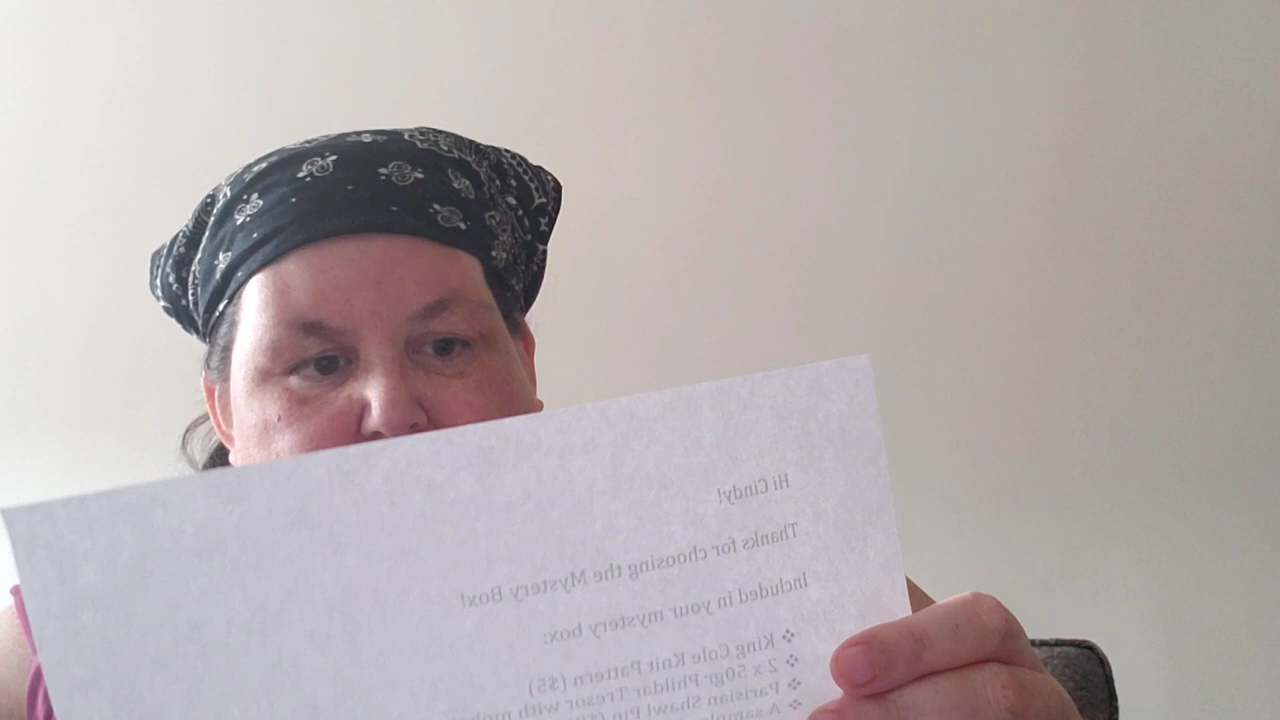 Hi Cindy!
Thanks for choosing the Mystery Box!
Included in your mystery box:
❖ King Cole Knit Pattern ($5)
❖ 2 x 50gr Phildar Tresor with
❖ Parisian Shawl Pin
❖ A sample